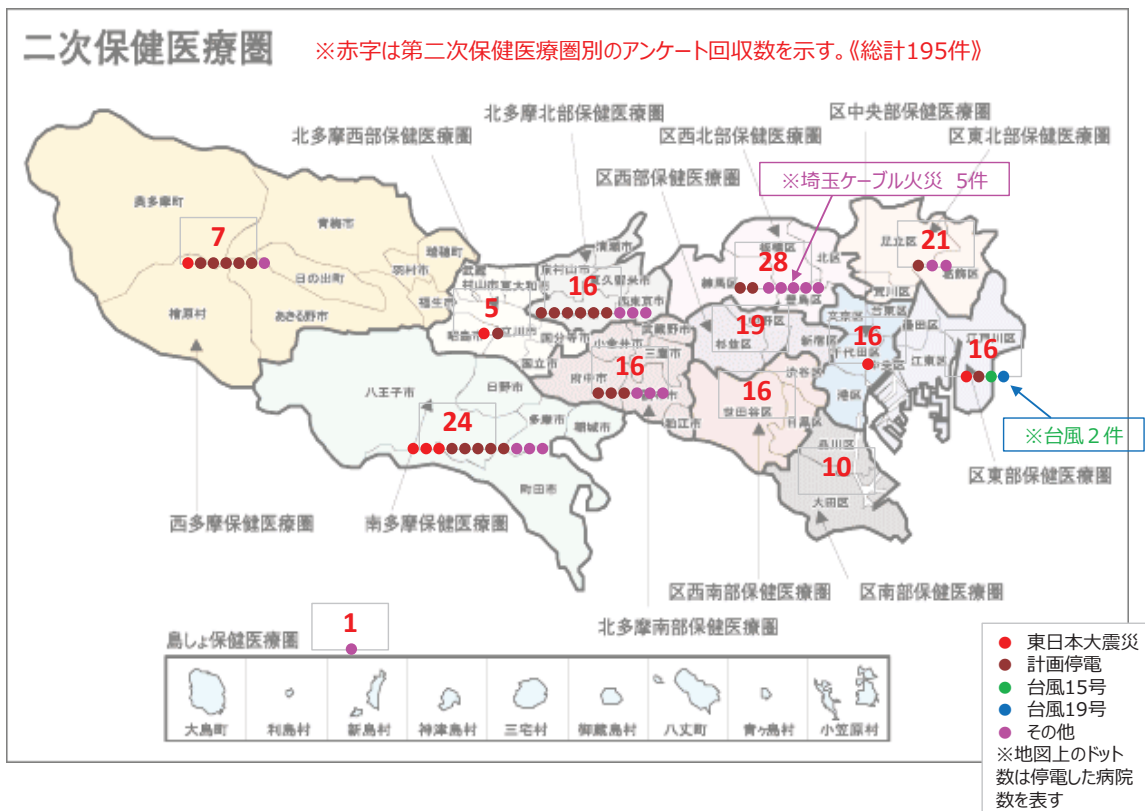 二次保健医療圏
※赤字は第二次保健医療圏別のアンケート回収数を示す。《総計195件》
区中央部保健医療圏
北多摩北部保健医療圏
区西北部保健医療圏
区東北部保健医療圏
北多摩西部保健医療圏
区西部保健医療圏
※埼玉ケーブル火災 5件
奥多摩町
青梅市
瑞穂町
日の出町
羽村市
福生市
檜原村
あきる野市
7
武蔵
村山市
東大和市
昭島市
立川市
国分寺市
国立市
5
清瀬市
東村山市
東久留米市
西東京市
16
小金井市
武蔵野市
三鷹市
府中市
調布市
狛江市
16
八王子市
日野市
多摩市
稲城市
町田市
24
板橋区
北区
練馬区
豊島区
28
足立区
葛飾区
荒川区
21
中野区
杉並区
新宿区
19
文京区
台東区
千代田区
中央区
港区
16
墨田区
江東区
江戸川区
16
渋谷区
世田谷区
目黒区
16
品川区
大田区
10
※台風２件
区東部保健医療圏
西多摩保健医療圏
南多摩保健医療圏
区西南部保健医療圏
区南部保健医療圏
北多摩南部保健医療圏
島しょ保健医療圏
1
大島町
利島村
新島村
神津島村
三宅村
御蔵島村
八丈町
青ヶ島村
小笠原村
東日本大震災
計画停電
台風15号
台風19号
その他
※地図上のドット
数は停電した病院
数を表す